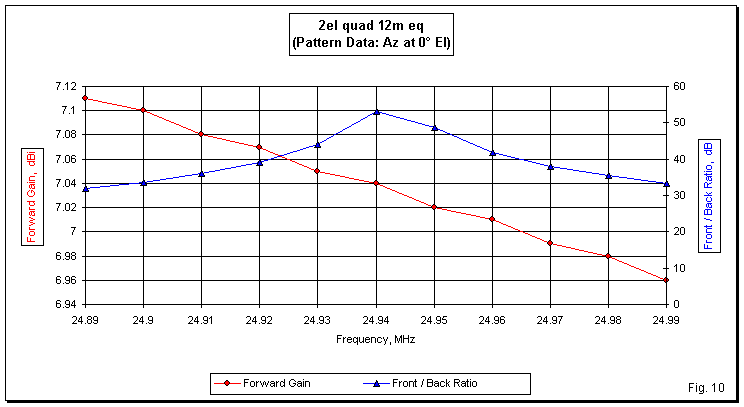 2el quad 12m eq
(Pattern Data: Az at 0° El)
7.12
7.1
7.08
7.06
7.04
7.02
7
6.98
6.96
6.94
Forward Gain, dBi
60
50
40
30
20
10
0
Front / Back Ratio, dB
24.89 24.9 24.91 24.92 24.93 24.94 24.95 24.96 24.97 24.98 24.99
Frequency, MHz
Forward Gain Front / Back Ratio
Fig. 10